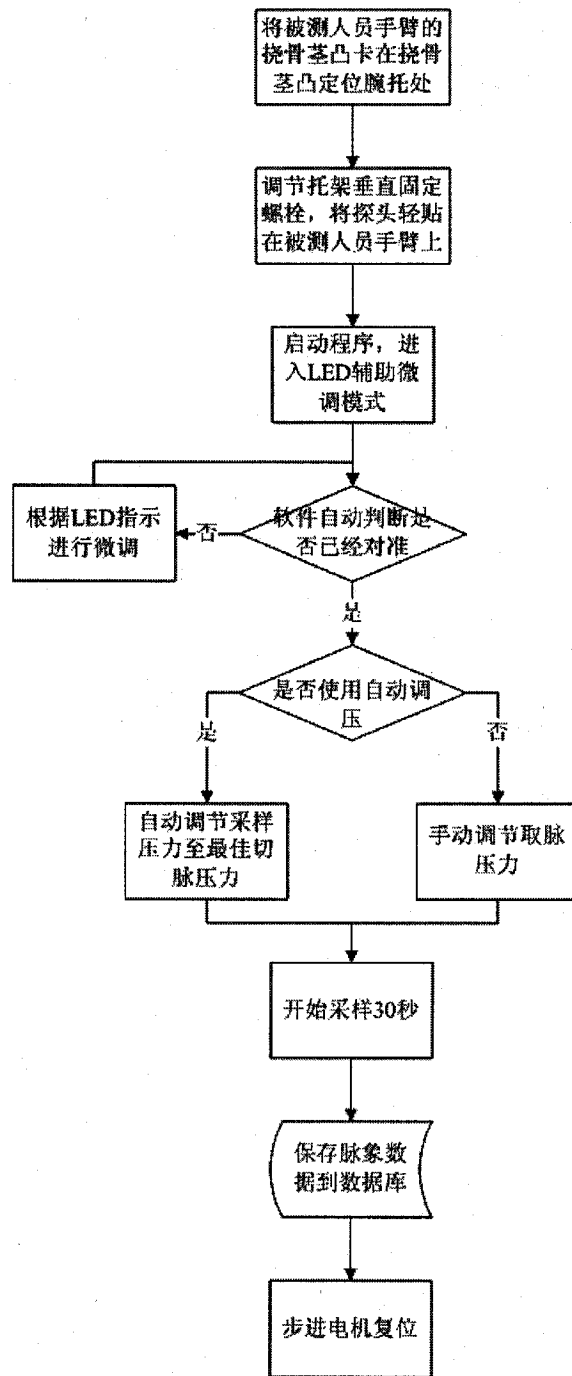 将被测人员手臂的
挠骨茎凸卡在挠骨
茎凸定位腕托处
调节托架垂直固定
螺栓，将探头轻贴
在被测人员手臂上
启动程序，进
入LED辅助微
调模式
根据LED指示
进行微调
否
软件自动判断是
否已经对准
是
是否使用自动调
压
是
否
自动调节采样
压力至最佳切
脉压力
手动调节取脉
压力
开始采样30秒
保存脉象数
据到数据库
步进电机复位